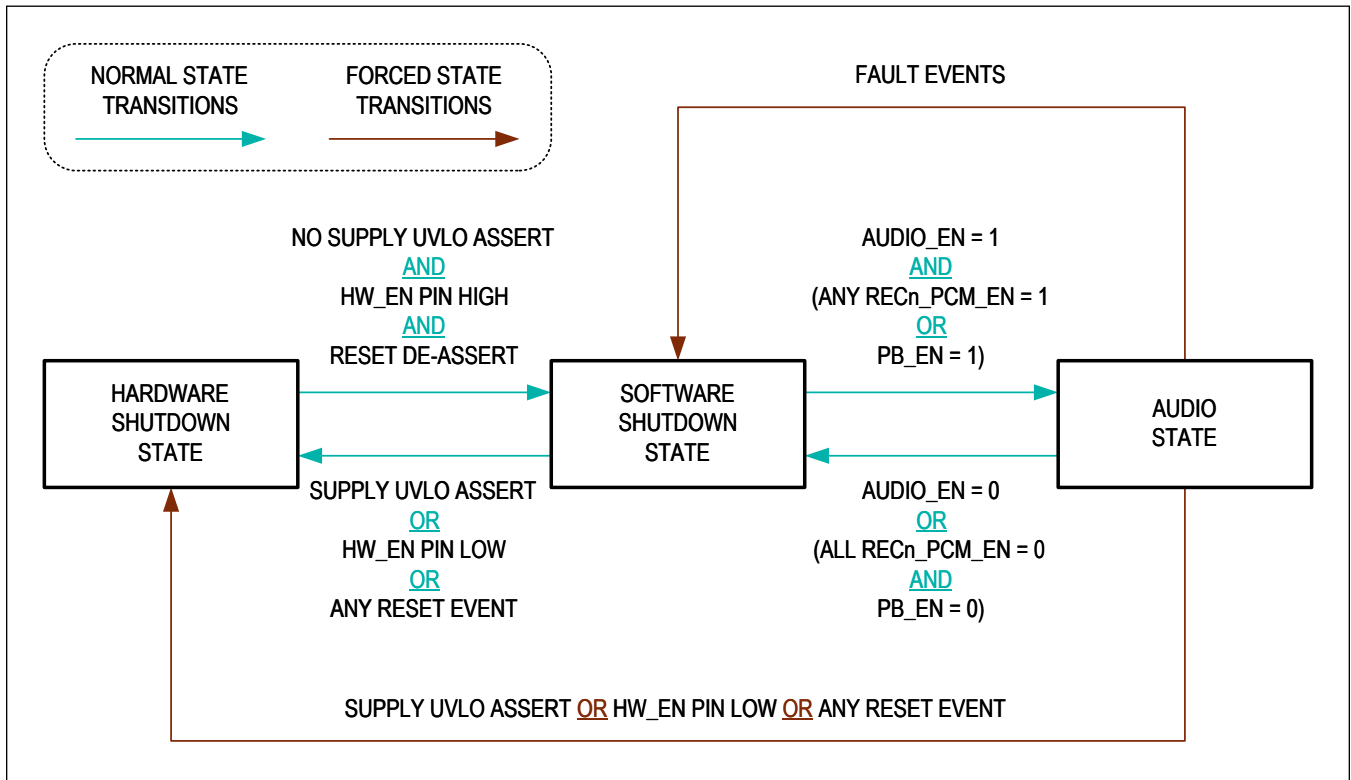 NORMAL STATE
TRANSITIONS
FORCED STATE
TRANSITIONS
FAULT EVENTS
NO SUPPLY UVLO ASSERT
AND
HW_EN PIN HIGH
AND
RESET DE-ASSERT
AUDIO_EN = 1
AND
(ANY RECn_PCM_EN = 1
OR
PB_EN = 1)
HARDWARE
SHUTDOWN
STATE
SOFTWARE
SHUTDOWN
STATE
AUDIO
STATE
SUPPLY UVLO ASSERT
OR
HW_EN PIN LOW
OR
ANY RESET EVENT
AUDIO_EN = 0
OR
(ALL RECn_PCM_EN = 0
AND
PB_EN = 0)
SUPPLY UVLO ASSERT OR HW_EN PIN LOW OR ANY RESET EVENT